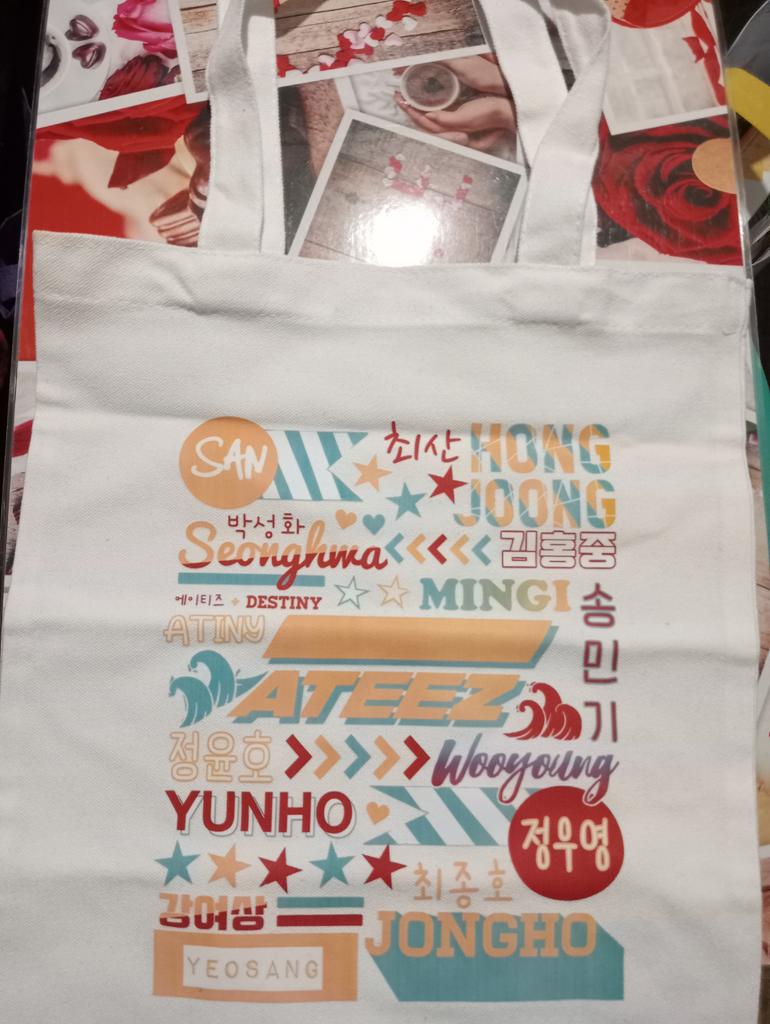 SAN
최산
HONG
JOONG
박성화
Seonghwa
김홍중
에이티즈 + DESTINY
MINGI
송민기
ATINY
ATEEZ
정윤호
Wooyoung
YUNHO
정우영
최종호
강여상
JONGHO
YEOSANG